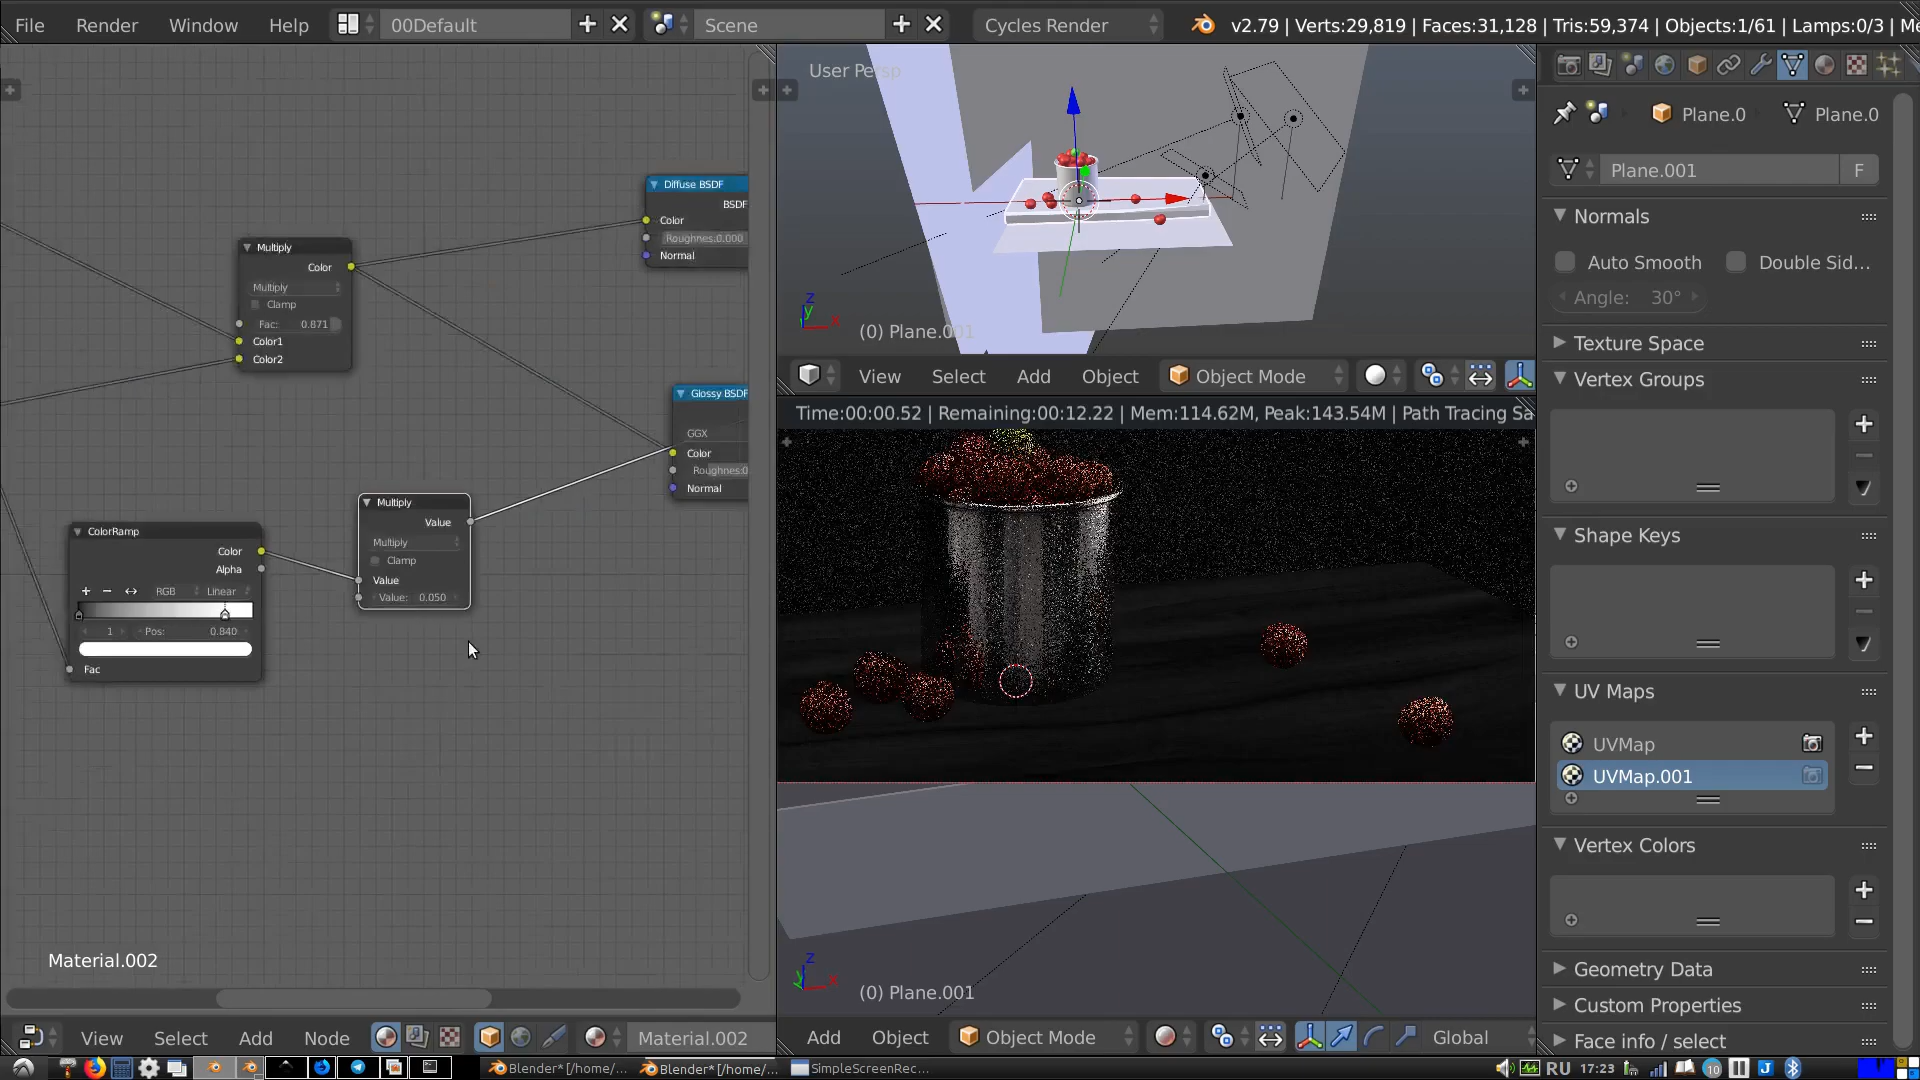 File Render Window Help 00Default Scene Cycles Render v2.79 | Verts:29,819 | Faces:31,128 | Tris:59,374 | Objects:1/61 | Lamps:0/3 | Me
User Persp
(0) Plane.001
View Select Add Object Object Mode
Time:00:00.52 | Remaining:00:12.22 | Mem:114.62M, Peak:143.54M | Path Tracing Sa
Diffuse BSDF
BSDF
Color
Roughnes:0.000
Normal
Multiply
Color
Multiply
Clamp
Fac: 0.871
Color1
Color2
Glossy BSDF
GGX
Color
Roughnes:0
Normal
Multiply
Value
Multiply
Clamp
Value
Value: 0.050
ColorRamp
Color
Alpha
RGB Linear
1 Pos: 0.840
Fac
Material.002
View Select Add Node Material.002
z
y
x
z
y
x
(0) Plane.001
Add Object Object Mode Global
Plane.0 Plane.0
Plane.001 F
Normals
Auto Smooth Double Sid...
Angle: 30°
Texture Space
Vertex Groups
Shape Keys
UV Maps
UVMap
UVMap.001
Vertex Colors
Geometry Data
Custom Properties
Face info / select
Blender* [/home/... Blender* [/home/... SimpleScreenRec... RU 17:23 10 J